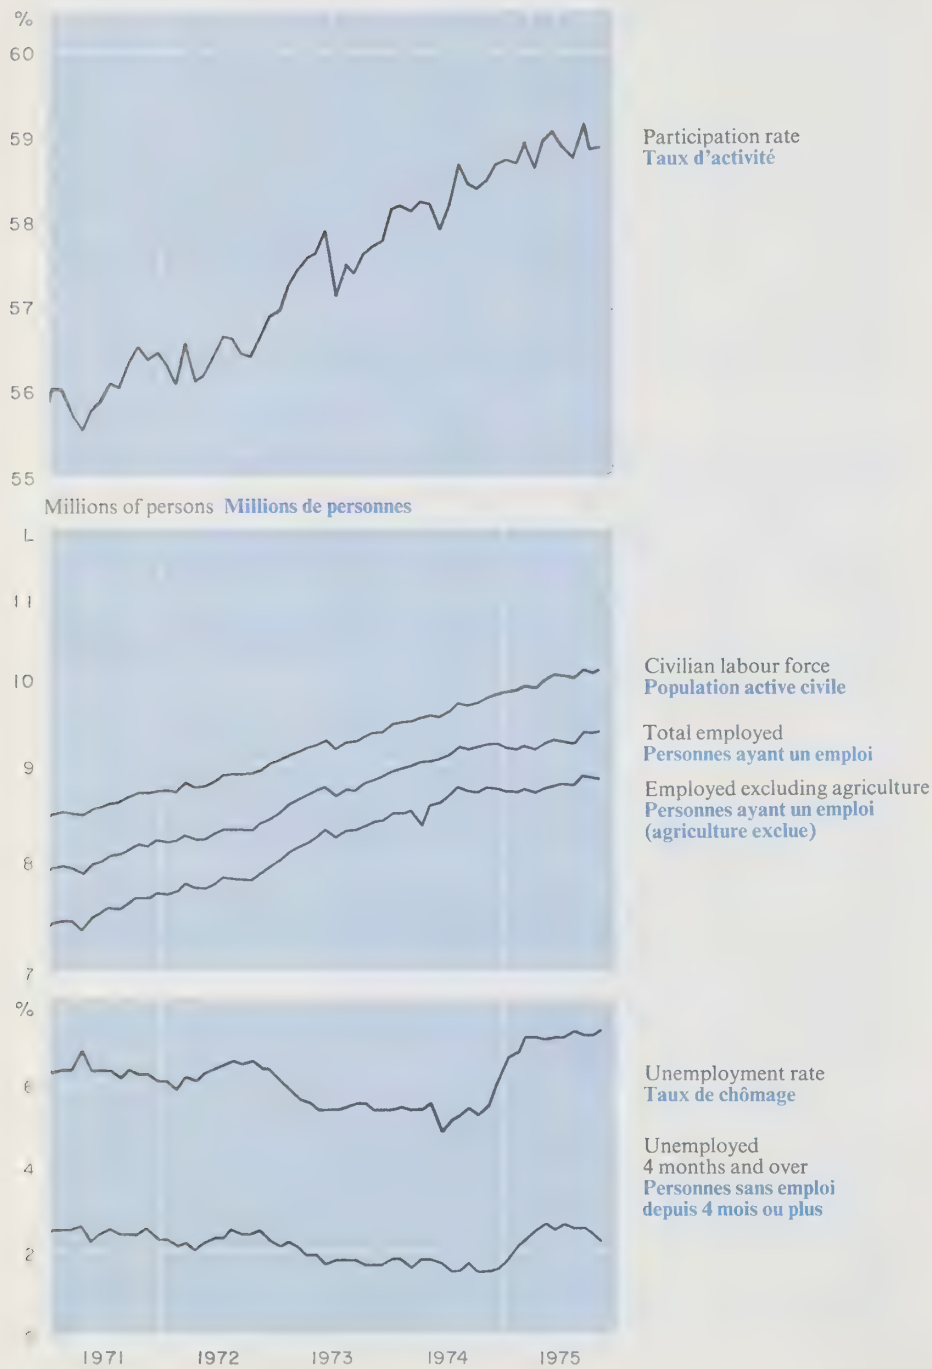 %
60
59
58
57
56
55
Participation rate
Taux d'activité
Millions of persons Millions de personnes
L
11
10
9
8
7
Civilian labour force
Population active civile
Total employed
Personnes ayant un emploi
Employed excluding agriculture
Personnes ayant un emploi
(agriculture exclue)
%
6
4
2
Unemployment rate
Taux de chômage
Unemployed
4 months and over
Personnes sans emploi
depuis 4 mois ou plus
1971 1972 1973 1974 1975